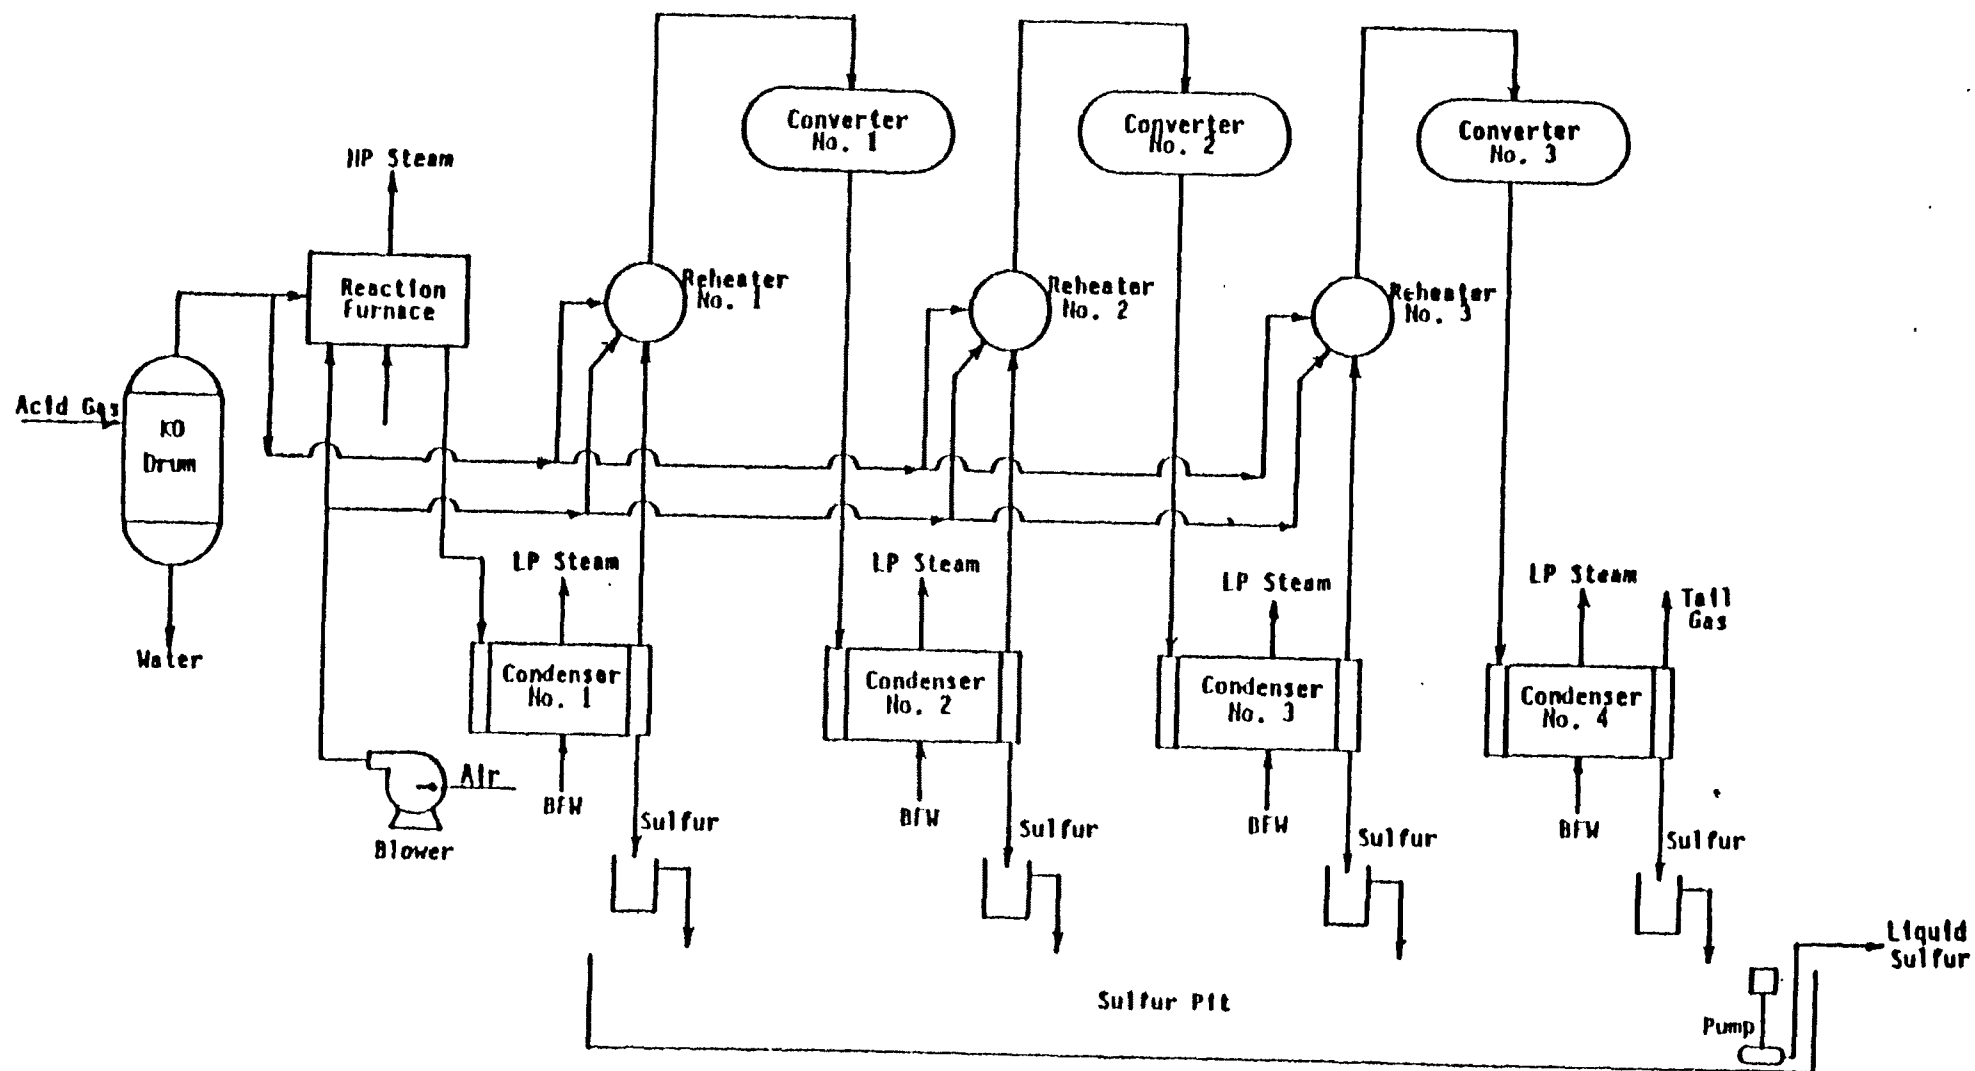 Converter
No. 1
Converter
No. 2
Converter
No. 3
HP Steam
Reaction
Furnace
Reheater
No. 1
Reheater
No. 2
Reheater
No. 3
Acid Gas
KO
Drum
Water
LP Steam
LP Steam
LP Steam
LP Steam
Tail
Gas
Condenser
No. 1
Condenser
No. 2
Condenser
No. 3
Condenser
No. 4
Air
Blower
BFW
BFW
BFW
BFW
Sulfur
Sulfur
Sulfur
Sulfur
Liquid
Sulfur
Sulfur Pit
Pump